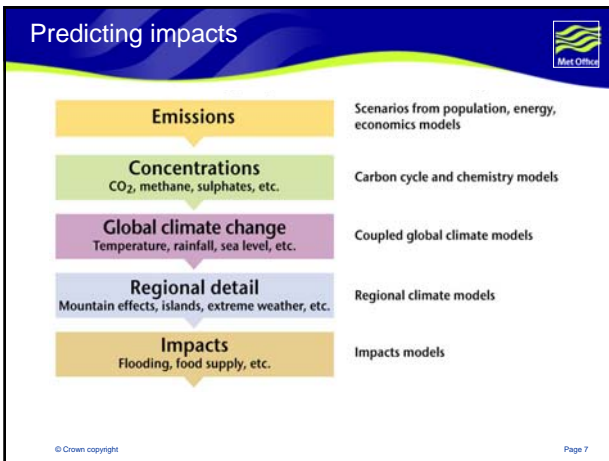 Predicting impacts
Met Office
Emissions
Scenarios from population, energy,
economics models
Concentrations
CO₂, methane, sulphates, etc.
Carbon cycle and chemistry models
Global climate change
Temperature, rainfall, sea level, etc.
Coupled global climate models
Regional detail
Mountain effects, islands, extreme weather, etc.
Regional climate models
Impacts
Flooding, food supply, etc.
Impacts models
© Crown copyright
Page 7